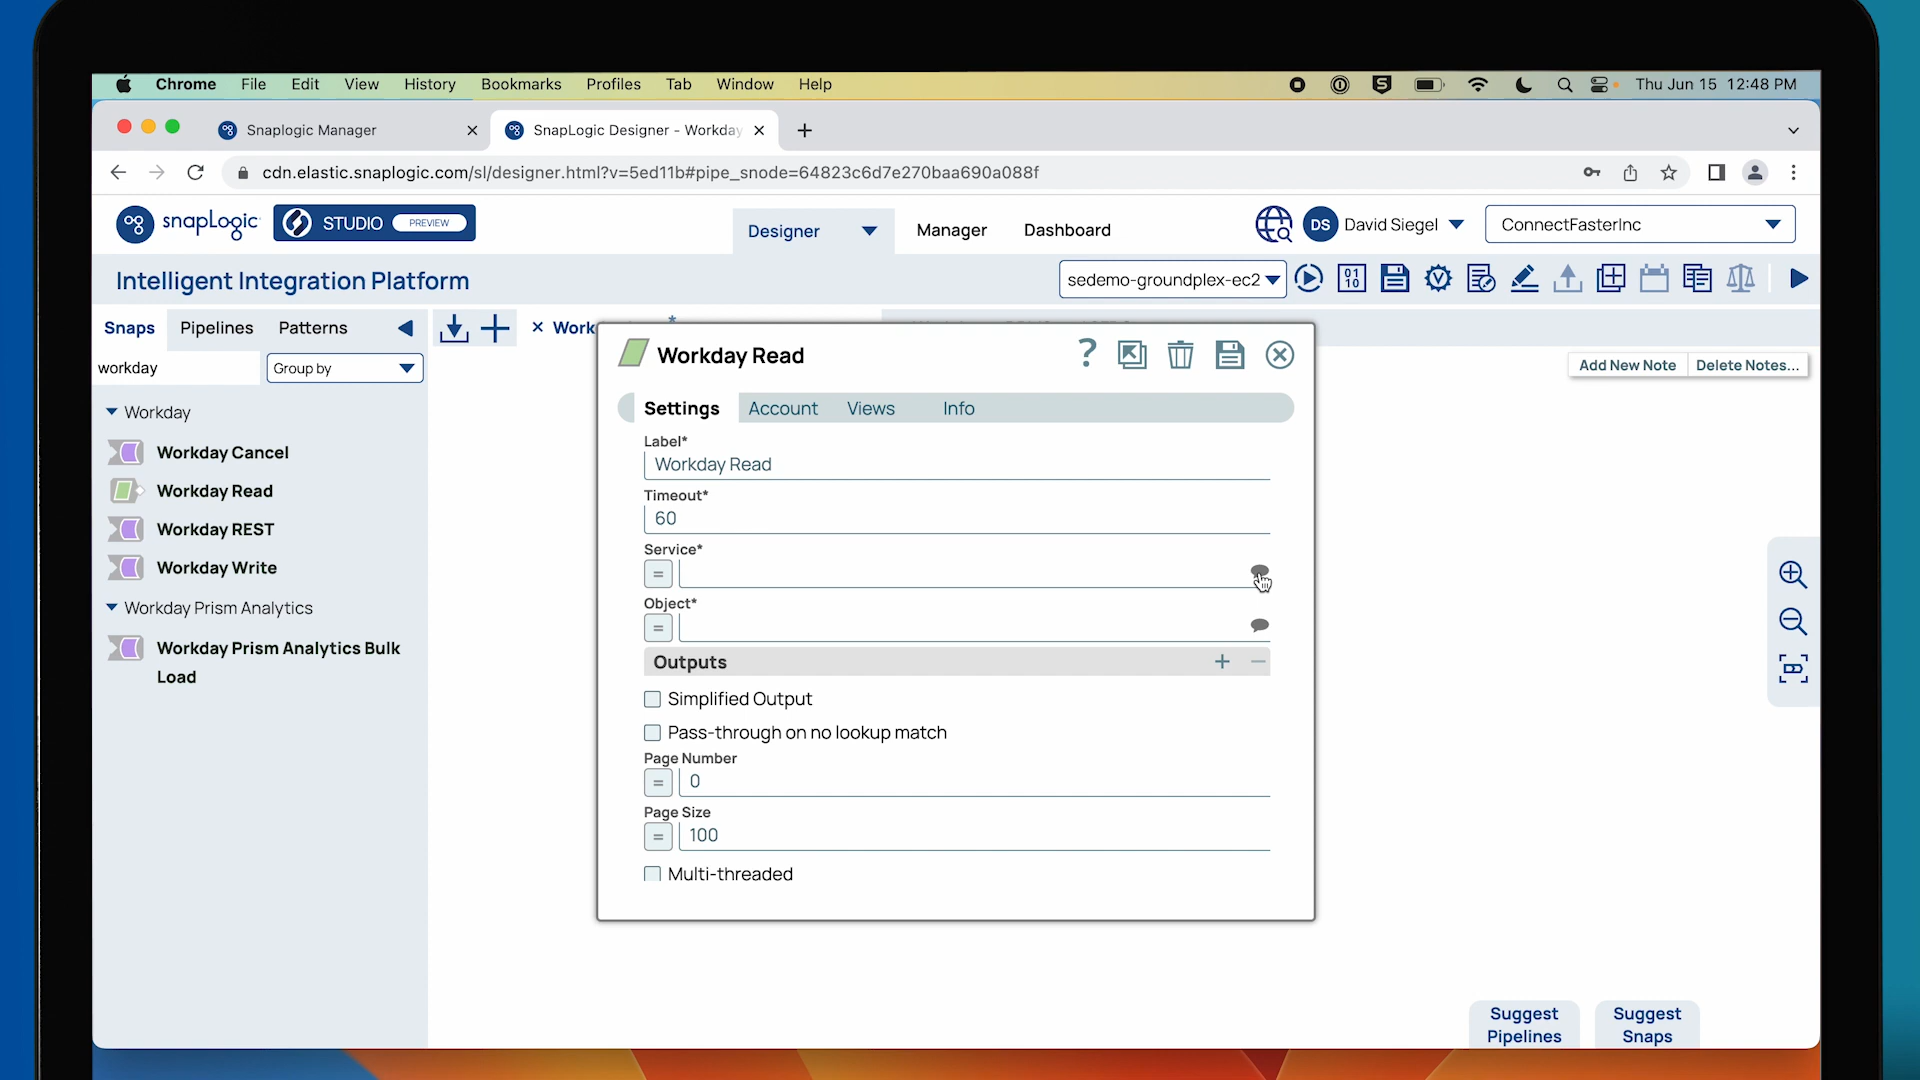 Chrome File Edit View History Bookmarks Profiles Tab Window Help Thu Jun 15 12:48 PM
Snaplogic Manager SnapLogic Designer - Workday
cdn.elastic.snaplogic.com/sl/designer.html?v=5ed11b#pipe_snode=64823c6d7e270baa690a088f
snapLogic STUDIO PREVIEW Designer Manager Dashboard DS David Siegel ConnectFasterInc
Intelligent Integration Platform sedemo-groundplex-ec2
Snaps Pipelines Patterns Work
workday Group by
Add New Note Delete Notes...
Workday
Workday Cancel
Workday Read
Workday REST
Workday Write
Workday Prism Analytics
Workday Prism Analytics Bulk
Load
Workday Read
Settings Account Views Info
Label*
Workday Read
Timeout*
60
Service*
=
Object*
=
Outputs
Simplified Output
Pass-through on no lookup match
Page Number
= 0
Page Size
= 100
Multi-threaded
Suggest
Pipelines
Suggest
Snaps